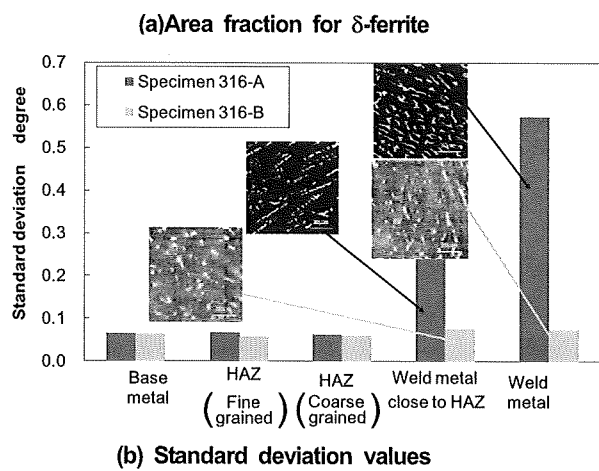 (a)Area fraction for δ-ferrite
0.7
0.6
0.5
0.4
0.3
0.2
0.1
0.0
Standard deviation degree
Specimen 316-A
Specimen 316-B
Base
metal
HAZ
(Fine
grained)
HAZ
(Coarse
grained)
Weld metal
close to HAZ
Weld
metal
(b) Standard deviation values